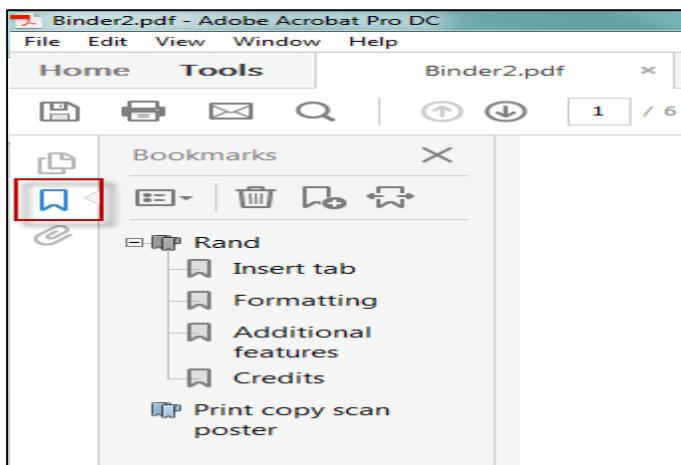 Binder2.pdf - Adobe Acrobat Pro DC
File Edit View Window Help
Home Tools Binder2.pdf ×
1 / 6
Bookmarks
Rand
Insert tab
Formatting
Additional
features
Credits
Print copy scan
poster